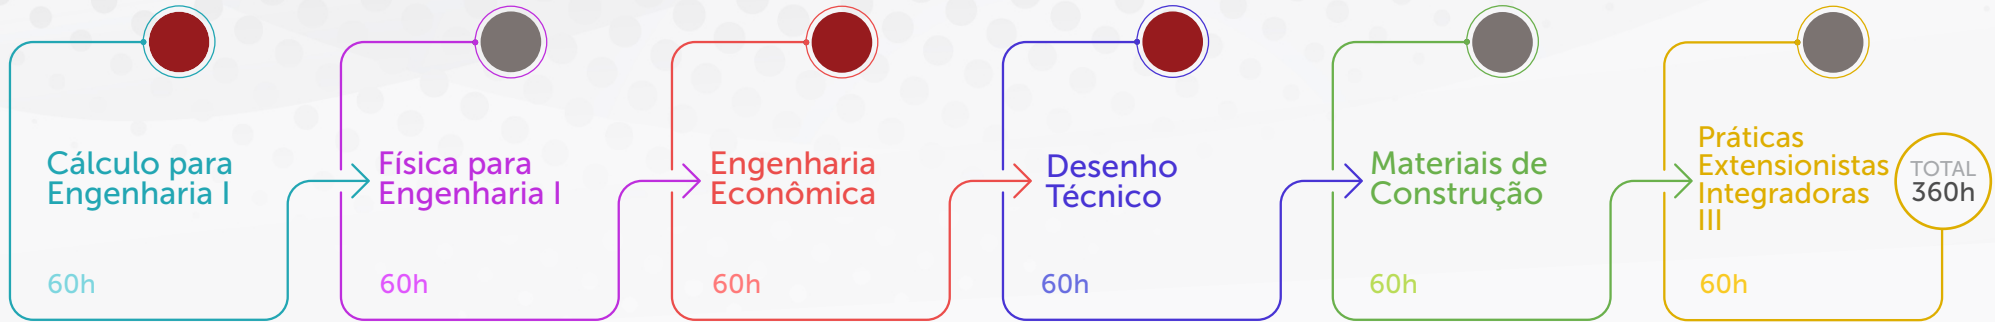 Cálculo para
Engenharia I
60h
Física para
Engenharia I
60h
Engenharia
Econômica
60h
Desenho
Técnico
60h
Materiais de
Construção
60h
Práticas
Extensionistas
Integradoras
III
60h
TOTAL
360h